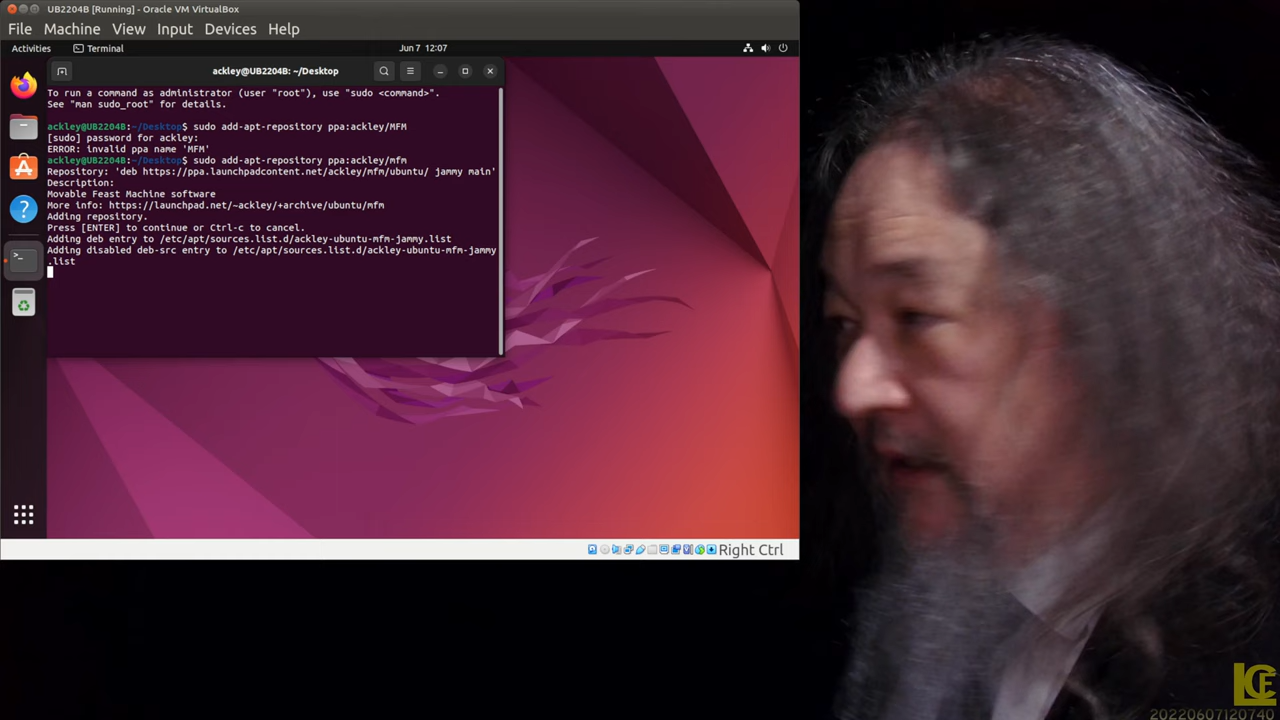 UB2204B [Running] - Oracle VM VirtualBox
File Machine View Input Devices Help
Activities Terminal Jun 7 12:07
ackley@UB2204B: ~/Desktop
To run a command as administrator (user "root"), use "sudo <command>".
See "man sudo_root" for details.
ackley@UB2204B:~/Desktop$ sudo add-apt-repository ppa:ackley/MFM
[sudo] password for ackley:
ERROR: invalid ppa name 'MFM'
ackley@UB2204B:~/Desktop$ sudo add-apt-repository ppa:ackley/mfm
Repository: 'deb https://ppa.launchpadcontent.net/ackley/mfm/ubuntu/ jammy main'
Description:
Movable Feast Machine software
More info: https://launchpad.net/~ackley/+archive/ubuntu/mfm
Adding repository.
Press [ENTER] to continue or Ctrl-c to cancel.
Adding deb entry to /etc/apt/sources.list.d/ackley-ubuntu-mfm-jammy.list
Adding disabled deb-src entry to /etc/apt/sources.list.d/ackley-ubuntu-mfm-jammy
.list
Right Ctrl
20220607120740